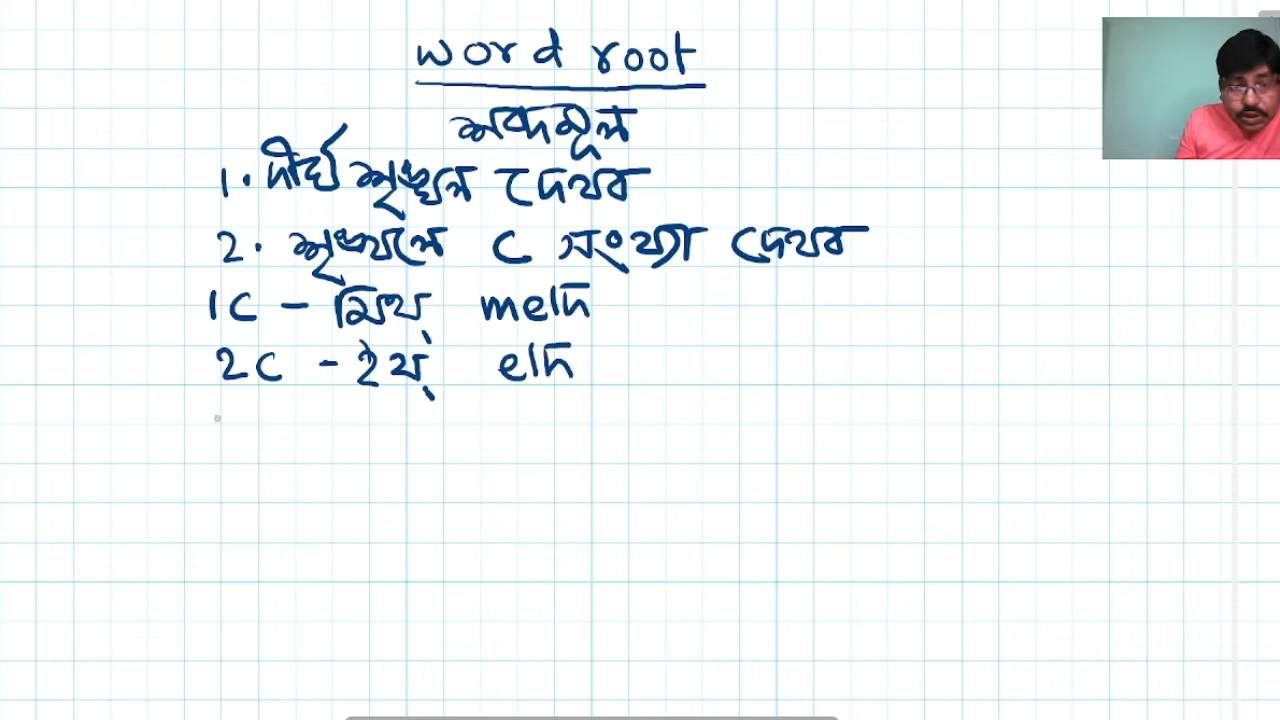 word root
শব্দমূল
1. দীর্ঘ শৃঙ্খল দেখব
2. শৃঙ্খলে C সংখ্যা দেখব
1C - মিথ্ meth
2C - ইথ্ eth